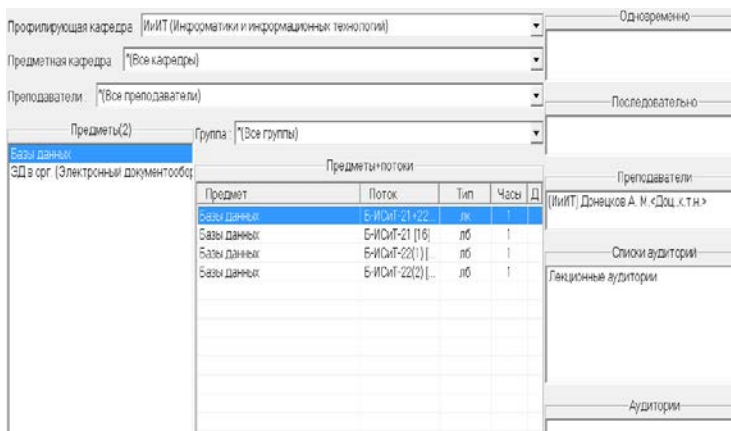 Профилирующая кафедра ИиИТ (Информатики и информационных технологий)
Предметная кафедра *(Все кафедры)
Преподаватели *(Все преподаватели)
Предметы(2)
Базы данных
ЭД в орг. (Электронный документообор
Группа: *(Все группы)
Предметы+потоки
Предмет Поток Тип Часы Д
Базы данных Б-ИСиТ-21+22... лк 1
Базы данных Б-ИСиТ-21 [16] лб 1
Базы данных Б-ИСиТ-22(1) [... лб 1
Базы данных Б-ИСиТ-22(2) [... лб 1
Одновременно
Последовательно
Преподаватели
(ИиИТ) Донецков А. М.<Доц.,к.т.н.>
Списки аудиторий
Лекционные аудитории
Аудитории